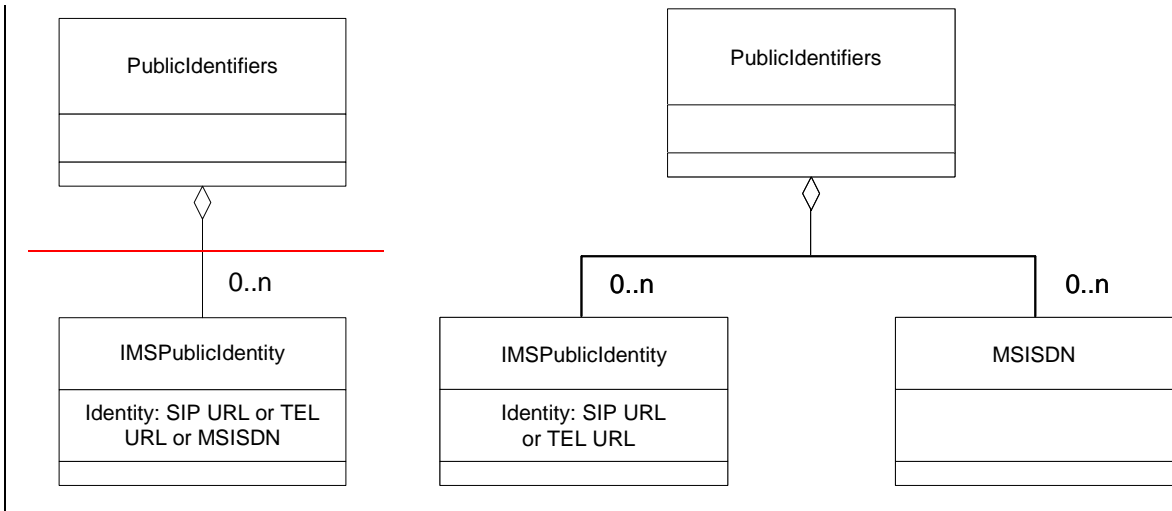 PublicIdentifiers
0..n
IMSPublicIdentity
Identity: SIP URL or TEL
URL or MSISDN
PublicIdentifiers
0..n
0..n
IMSPublicIdentity
Identity: SIP URL
or TEL URL
MSISDN